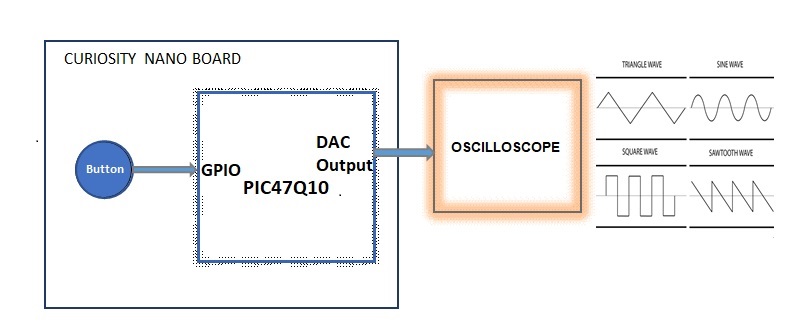 CURIOSITY NANO BOARD
Button
GPIO
DAC
Output
PIC47Q10
OSCILLOSCOPE
TRIANGLE WAVE
SINE WAVE
SQUARE WAVE
SAWTOOTH WAVE